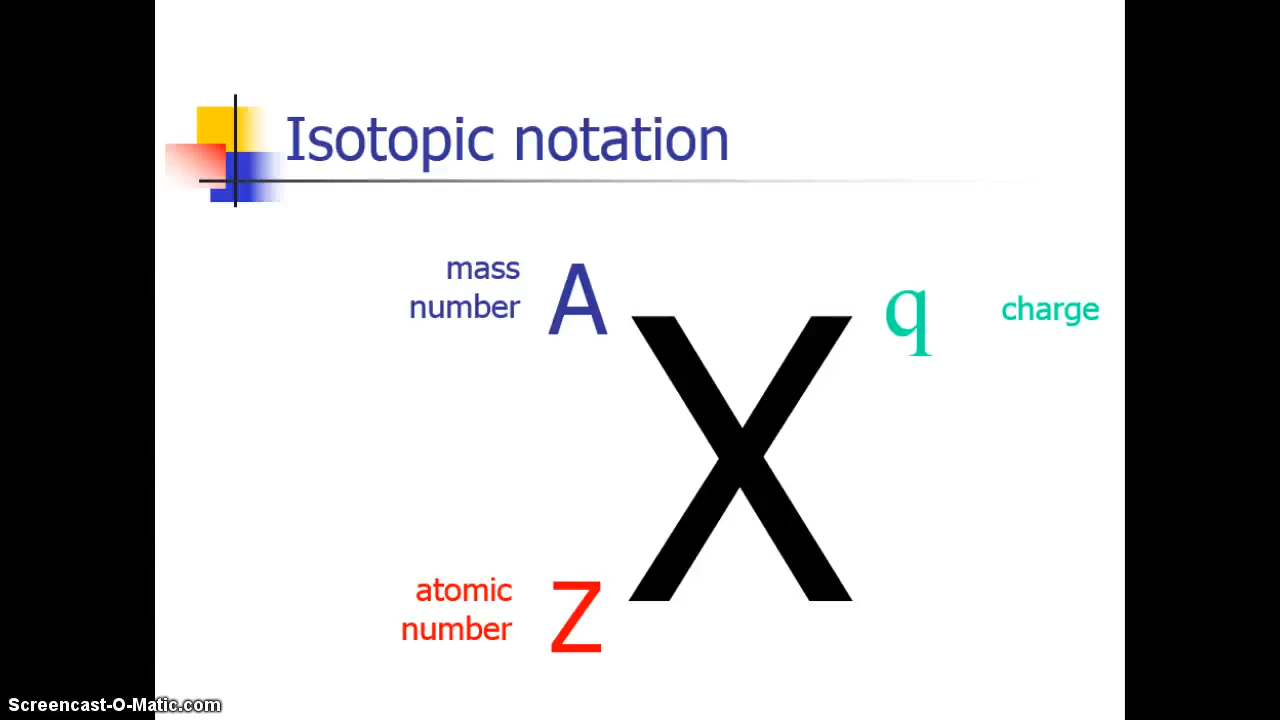 Isotopic notation
mass
number
A
X
q
charge
atomic
number
Z
Screencast-O-Matic.com